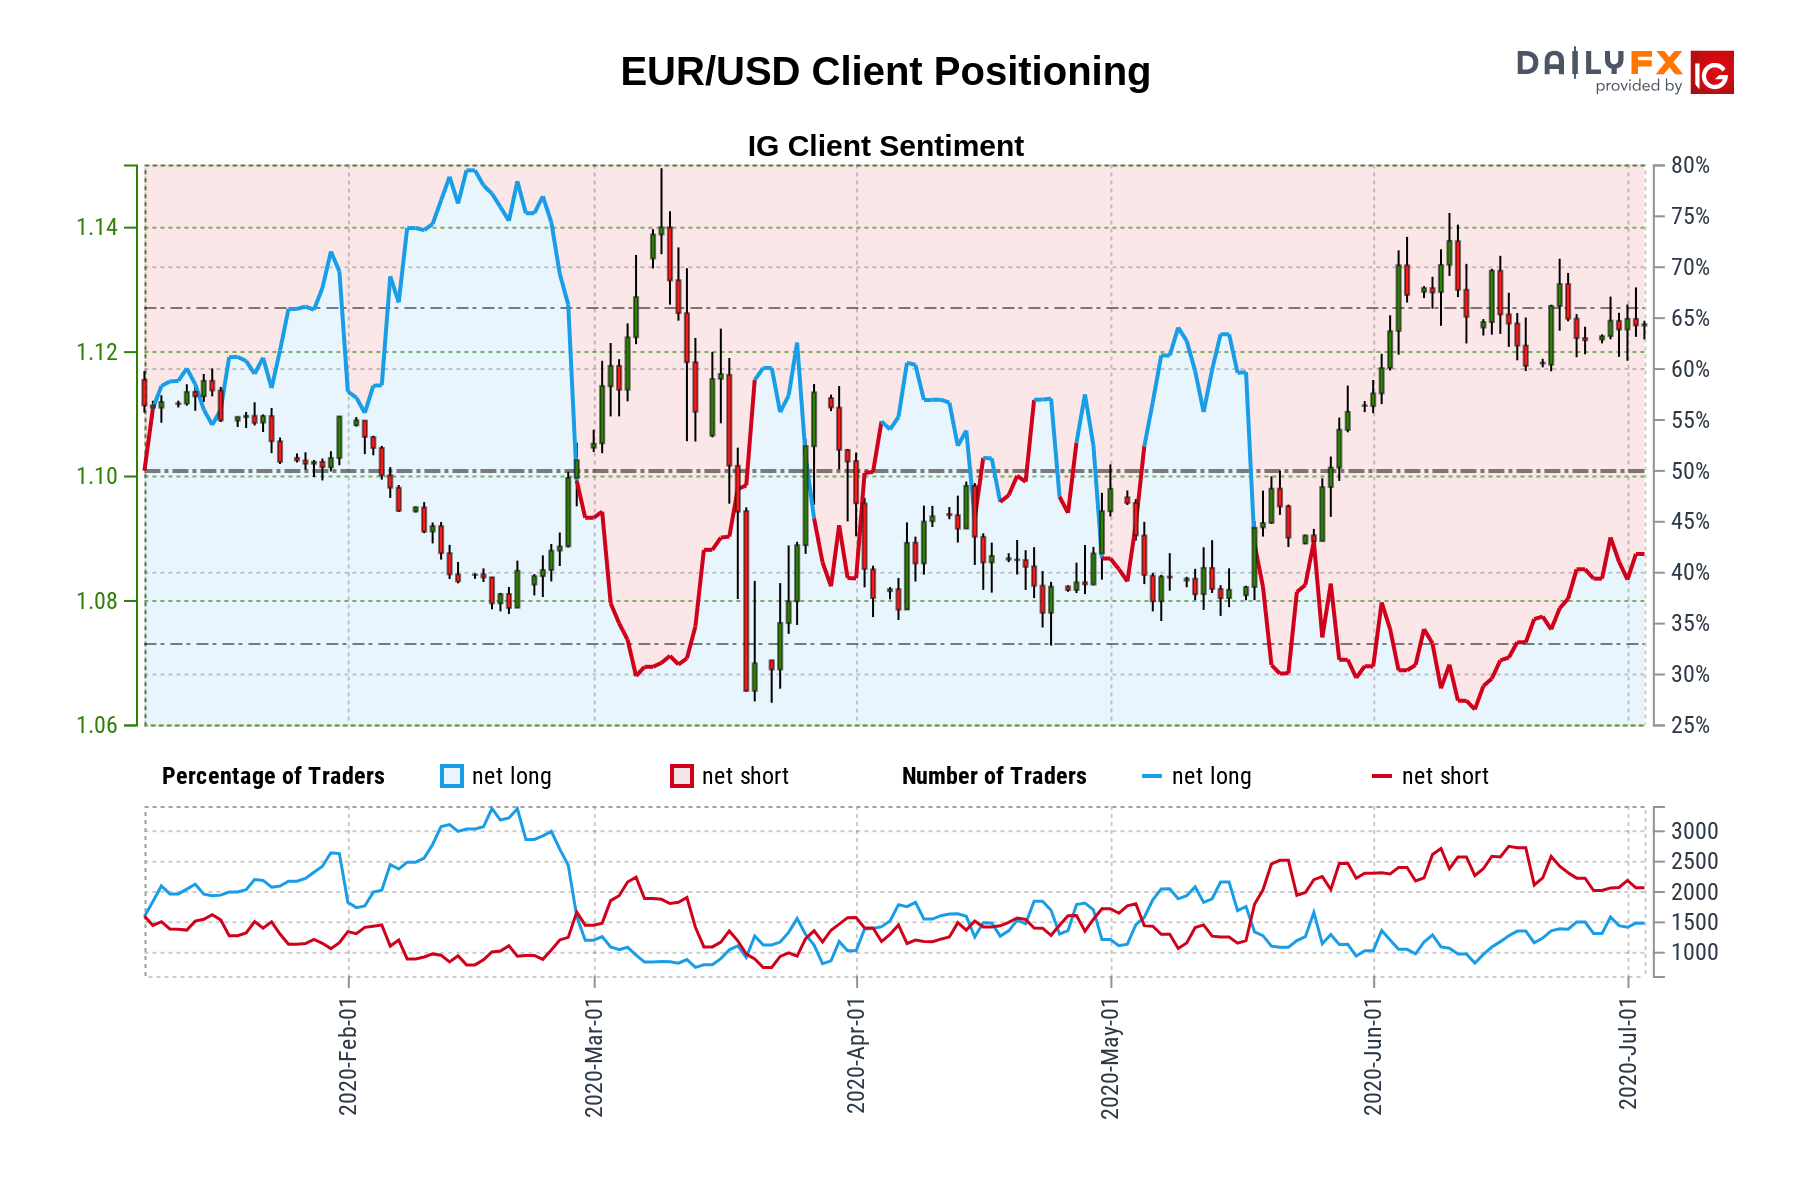 EUR/USD Client Positioning
DAILYFX
provided by IG
IG Client Sentiment
1.14
1.12
1.10
1.08
1.06
80%
75%
70%
65%
60%
55%
50%
45%
40%
35%
30%
25%
Percentage of Traders net long net short Number of Traders net long net short
3000
2500
2000
1500
1000
2020-Feb-01
2020-Mar-01
2020-Apr-01
2020-May-01
2020-Jun-01
2020-Jul-01